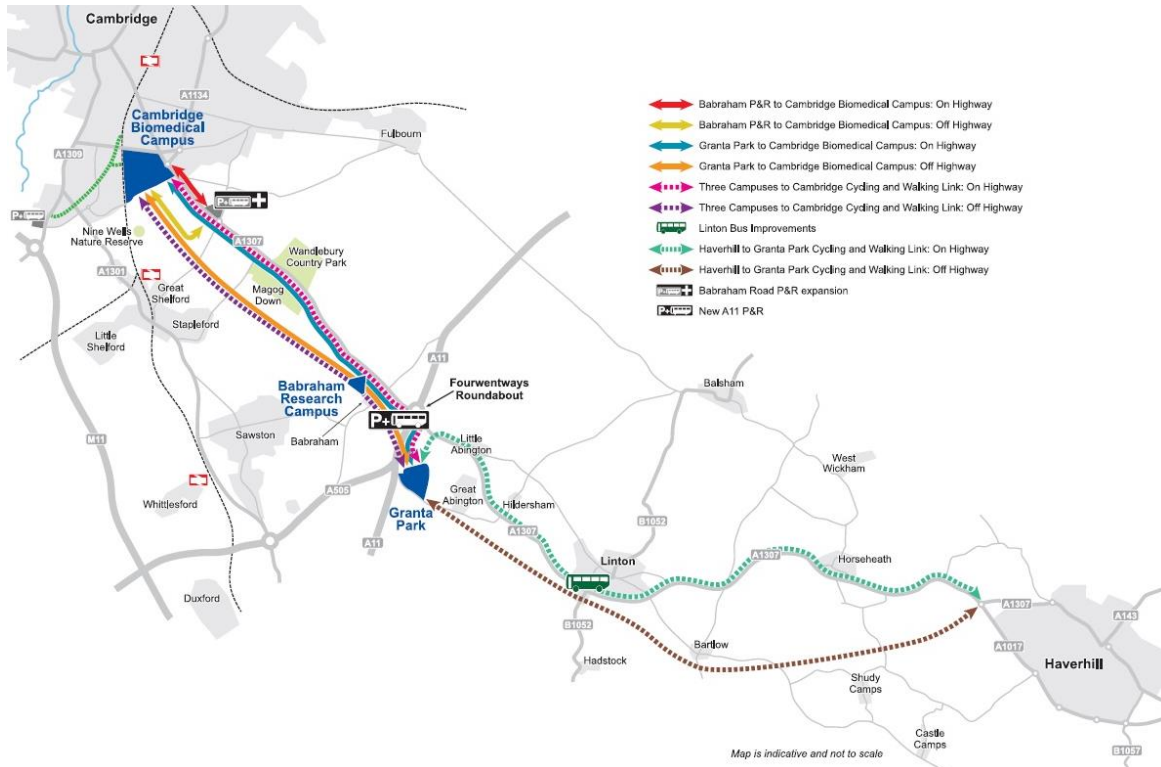 Cambridge
A1134
Cambridge
Biomedical
Campus
Fulbourn
A1309
P+
P+
Nine Wells
Nature Reserve
A1307
Wandlebury
Country Park
A1301
Great
Shelford
Magog
Down
Stapleford
Little
Shelford
A11
Babraham
Research
Campus
Fourwentways
Roundabout
P+
Babraham
Sawston
M11
Little
Abington
Balsham
West
Wickham
Whittlesford
A505
Great
Abington
Hildersham
Granta
Park
B1052
A1307
A11
Linton
A1307
Horseheath
Duxford
B1052
Hadstock
Bartlow
A1307
A143
A1017
Haverhill
Shudy
Camps
Castle
Camps
B1057
Babraham P&R to Cambridge Biomedical Campus: On Highway
Babraham P&R to Cambridge Biomedical Campus: Off Highway
Granta Park to Cambridge Biomedical Campus: On Highway
Granta Park to Cambridge Biomedical Campus: Off Highway
Three Campuses to Cambridge Cycling and Walking Link: On Highway
Three Campuses to Cambridge Cycling and Walking Link: Off Highway
Linton Bus Improvements
Haverhill to Granta Park Cycling and Walking Link: On Highway
Haverhill to Granta Park Cycling and Walking Link: Off Highway
Babraham Road P&R expansion
P+ New A11 P&R
Map is indicative and not to scale